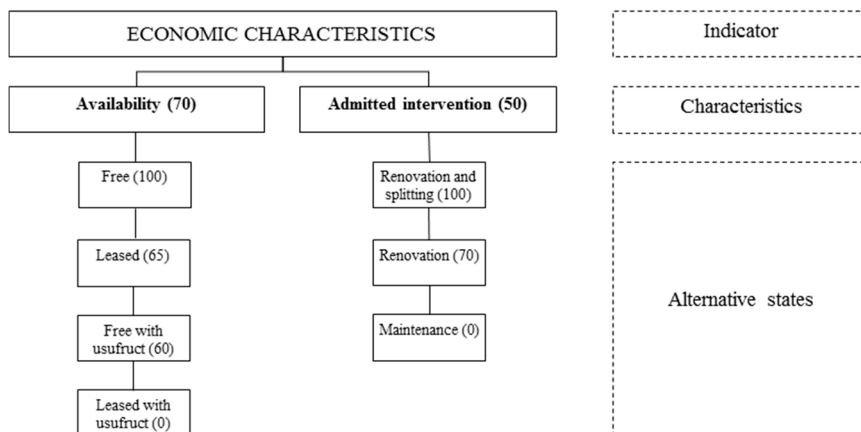 ECONOMIC CHARACTERISTICS
Indicator
Availability (70)
Admitted intervention (50)
Characteristics
Free (100)
Renovation and
splitting (100)
Leased (65)
Renovation (70)
Alternative states
Free with
usufruct (60)
Maintenance (0)
Leased with
usufruct (0)